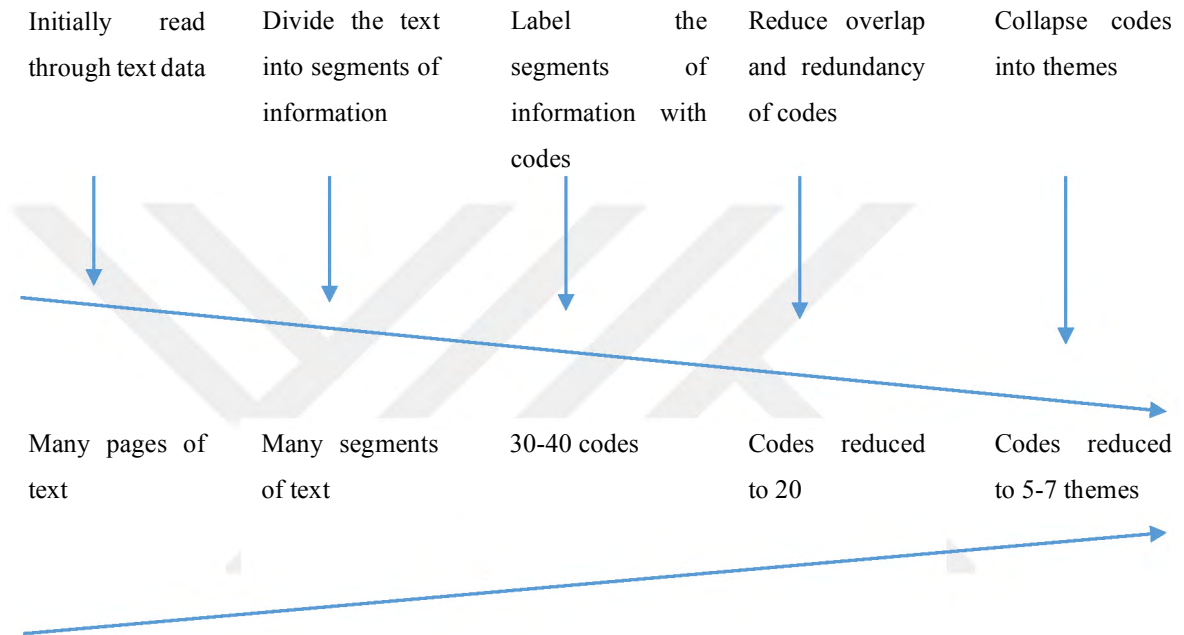 Initially read
through text data
Divide the text
into segments of
information
Label the
segments of
information with
codes
Reduce overlap
and redundancy
of codes
Collapse codes
into themes
Many pages of
text
Many segments
of text
30-40 codes
Codes reduced
to 20
Codes reduced
to 5-7 themes